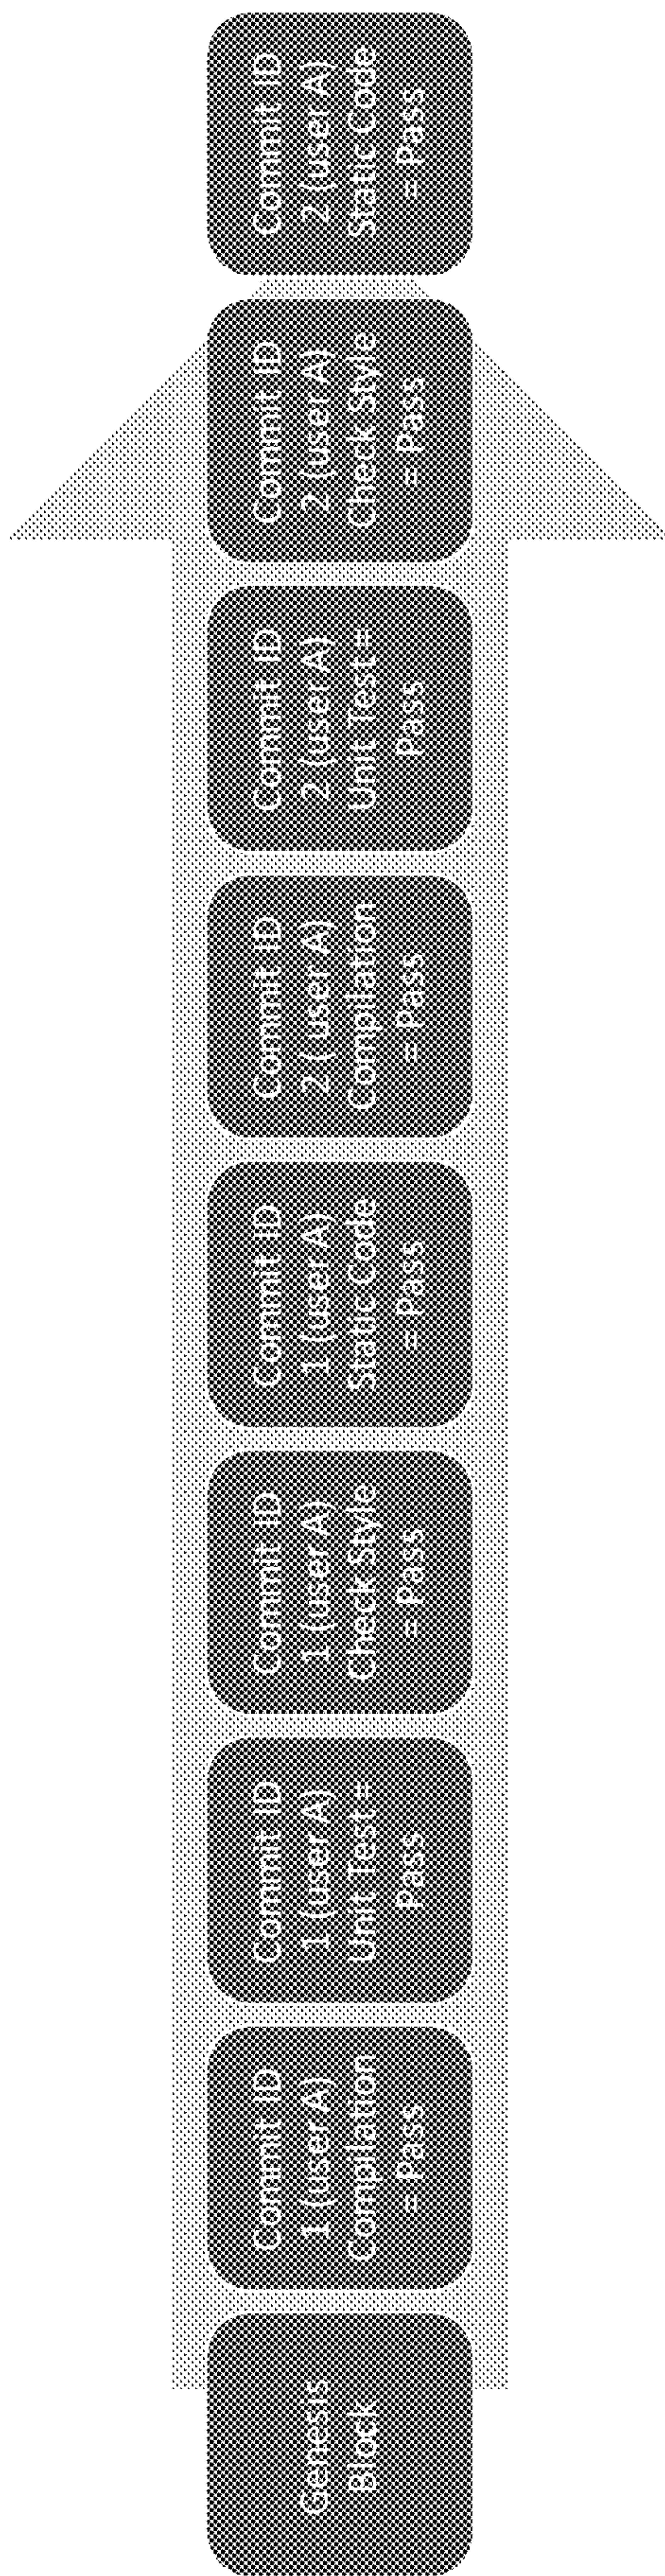 Genesis
Block
Commit ID
1 (user A)
Compilation
= Pass
Commit ID
1 (user A)
Unit Test =
Pass
Commit ID
1 (user A)
Check Style
= Pass
Commit ID
1 (user A)
Static Code
= Pass
Commit ID
2 ( user A)
Compilation
= Pass
Commit ID
2 (user A)
Unit Test=
Pass
Commit ID
2 (user A)
Check Style
= Pass
Commit ID
2 (user A)
Static Code
= Pass